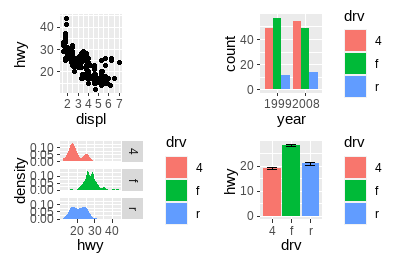 hwy
40
30
20
2 3 4 5 6 7
displ
count
40
20
0
1999 2008
year
drv
4
f
r
density
0.10
0.05
0.00
4
0.10
0.05
0.00
f
0.10
0.05
0.00
r
20 30 40
hwy
drv
4
f
r
hwy
20
10
0
4 f r
drv
drv
4
f
r